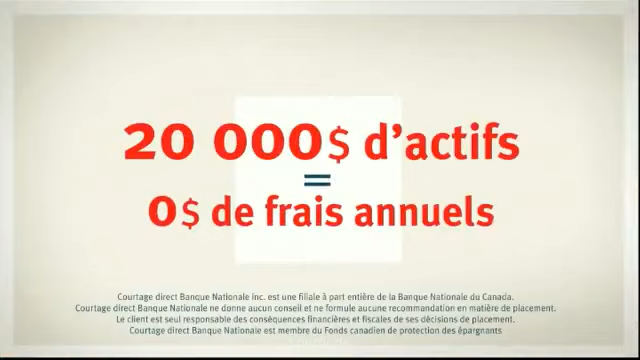 20 000$ d'actifs
=
0$ de frais annuels
Courtage direct Banque Nationale inc. est une filiale à part entière de la Banque Nationale du Canada.
Courtage direct Banque Nationale ne donne aucun conseil et ne formule aucune recommandation en matière de placement.
Le client est seul responsable des conséquences financières et fiscales de ses décisions de placement.
Courtage direct Banque Nationale est membre du Fonds canadien de protection des épargnants